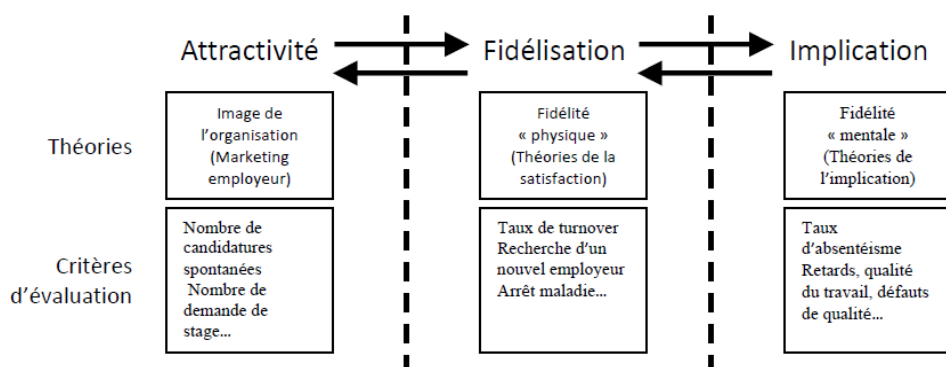 Attractivité
Fidélisation
Implication
Théories
Image de
l'organisation
(Marketing
employeur)
Fidélité
« physique »
(Théories de la
satisfaction)
Fidélité
« mentale »
(Théories de
l'implication)
Critères
d'évaluation
Nombre de
candidatures
spontanées
Nombre de
demande de
stage...
Taux de turnover
Recherche d'un
nouvel employeur
Arrêt maladie...
Taux
d'absentéisme
Retards, qualité
du travail, défauts
de qualité...